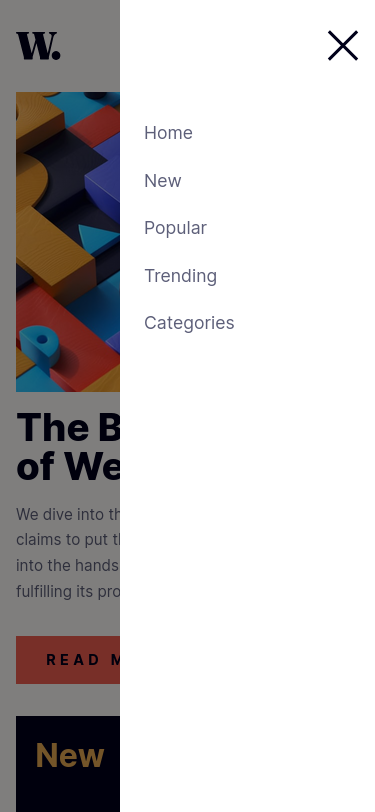 W.
Home
New
Popular
Trending
Categories
The B
of We
We dive into th
claims to put th
into the hands
fulfilling its pro
READ M
New